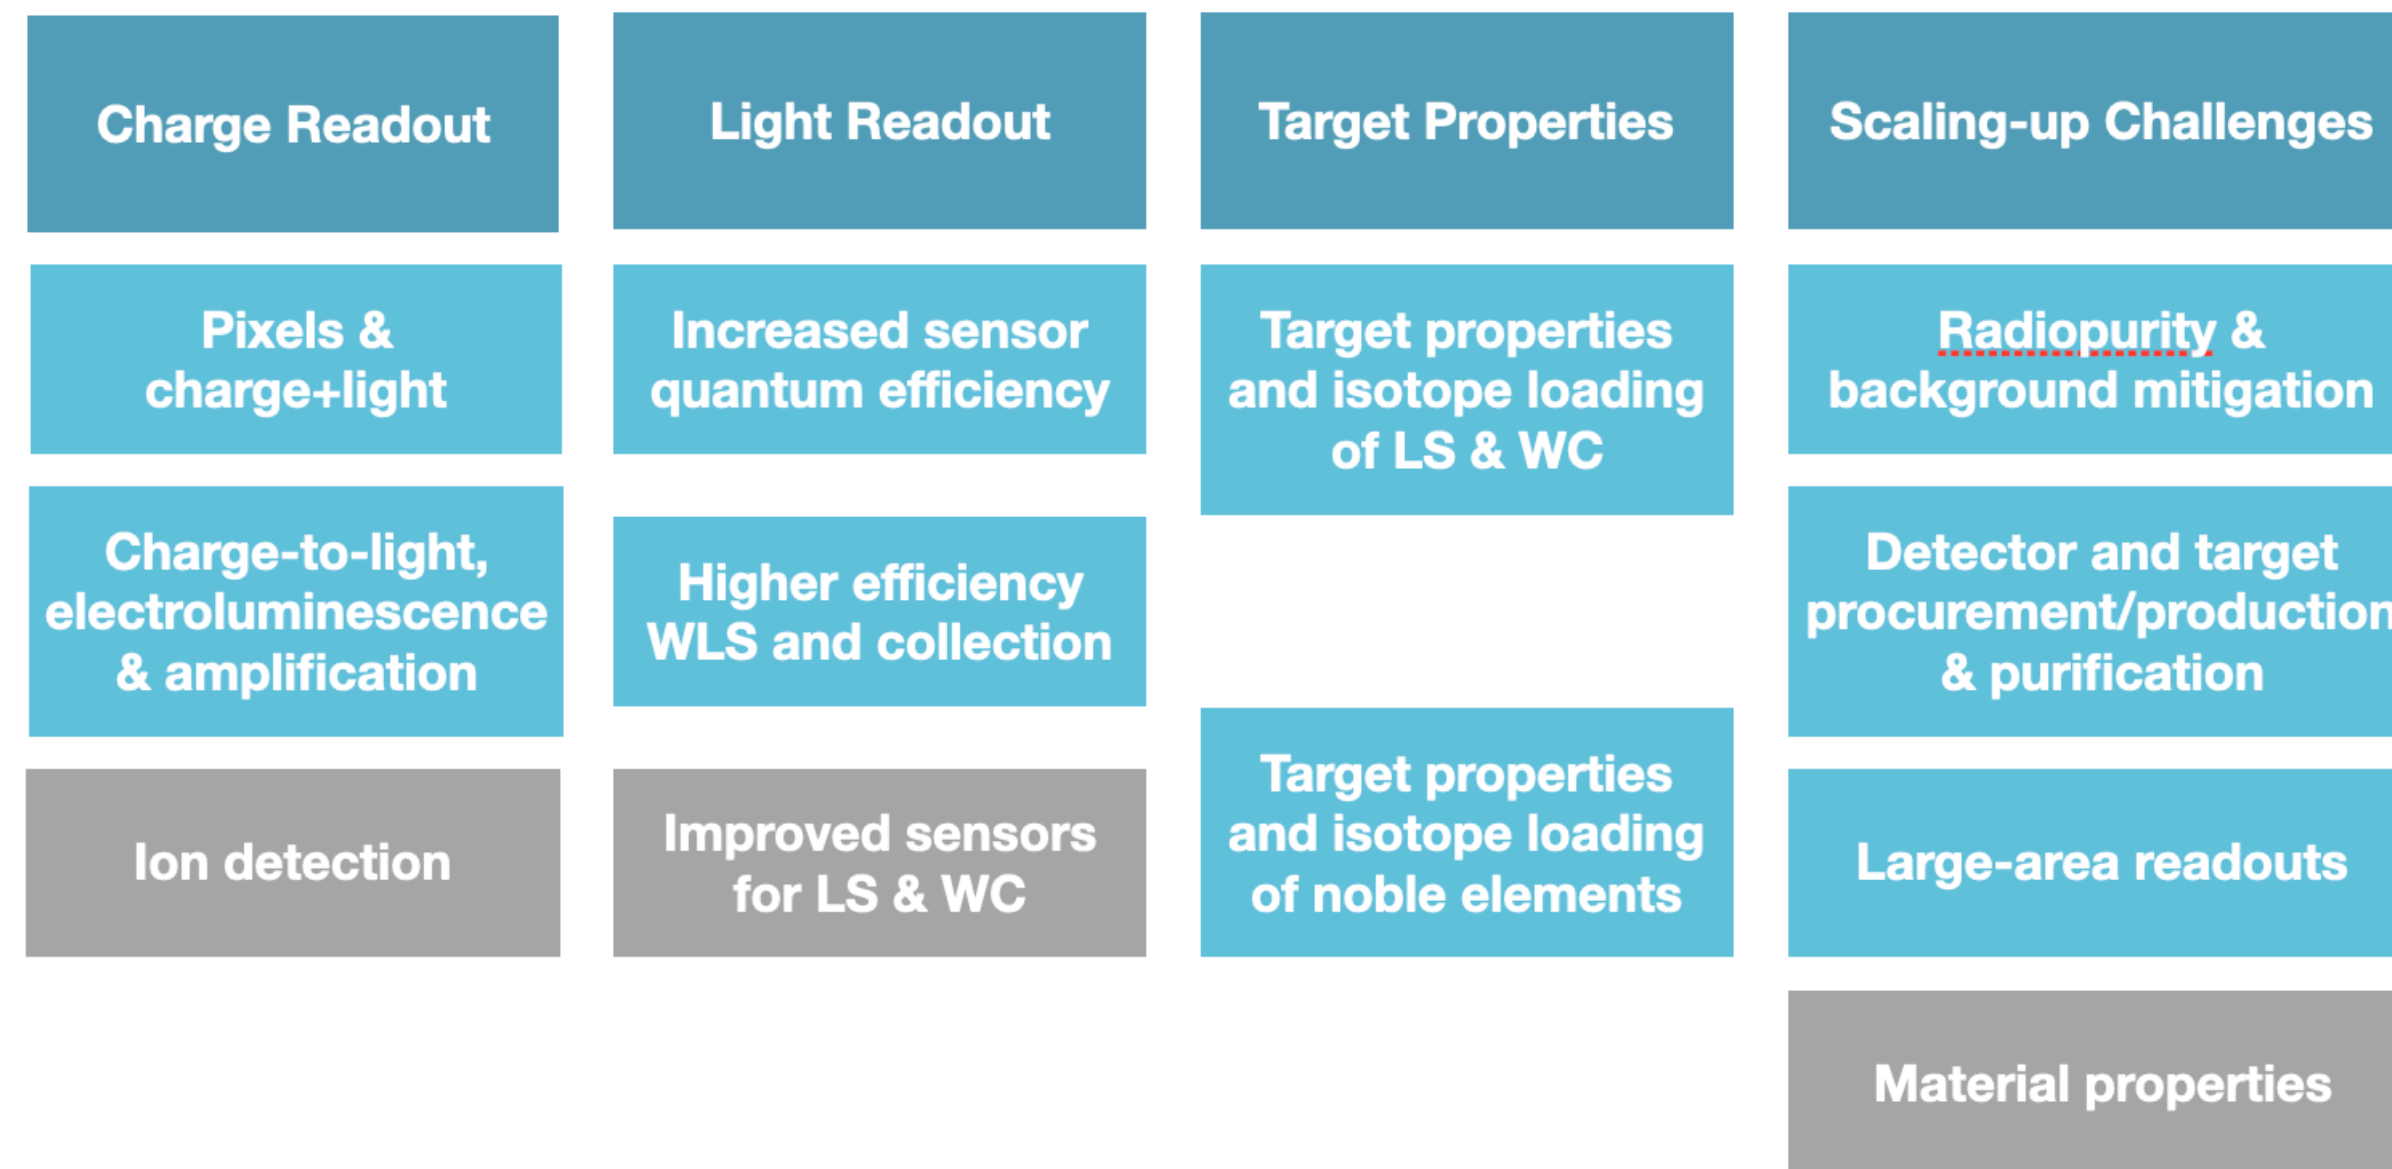 Charge Readout
Pixels &
charge+light
Charge-to-light,
electroluminescence
& amplification
Ion detection
Light Readout
Increased sensor
quantum efficiency
Higher efficiency
WLS and collection
Improved sensors
for LS & WC
Target Properties
Target properties
and isotope loading
of LS & WC
Target properties
and isotope loading
of noble elements
Scaling-up Challenges
Radiopurity &
background mitigation
Detector and target
procurement/production
& purification
Large-area readouts
Material properties